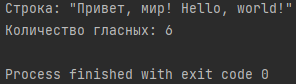 Строка: "Привет, мир! Hello, world!"
Количество гласных: 6
Process finished with exit code 0